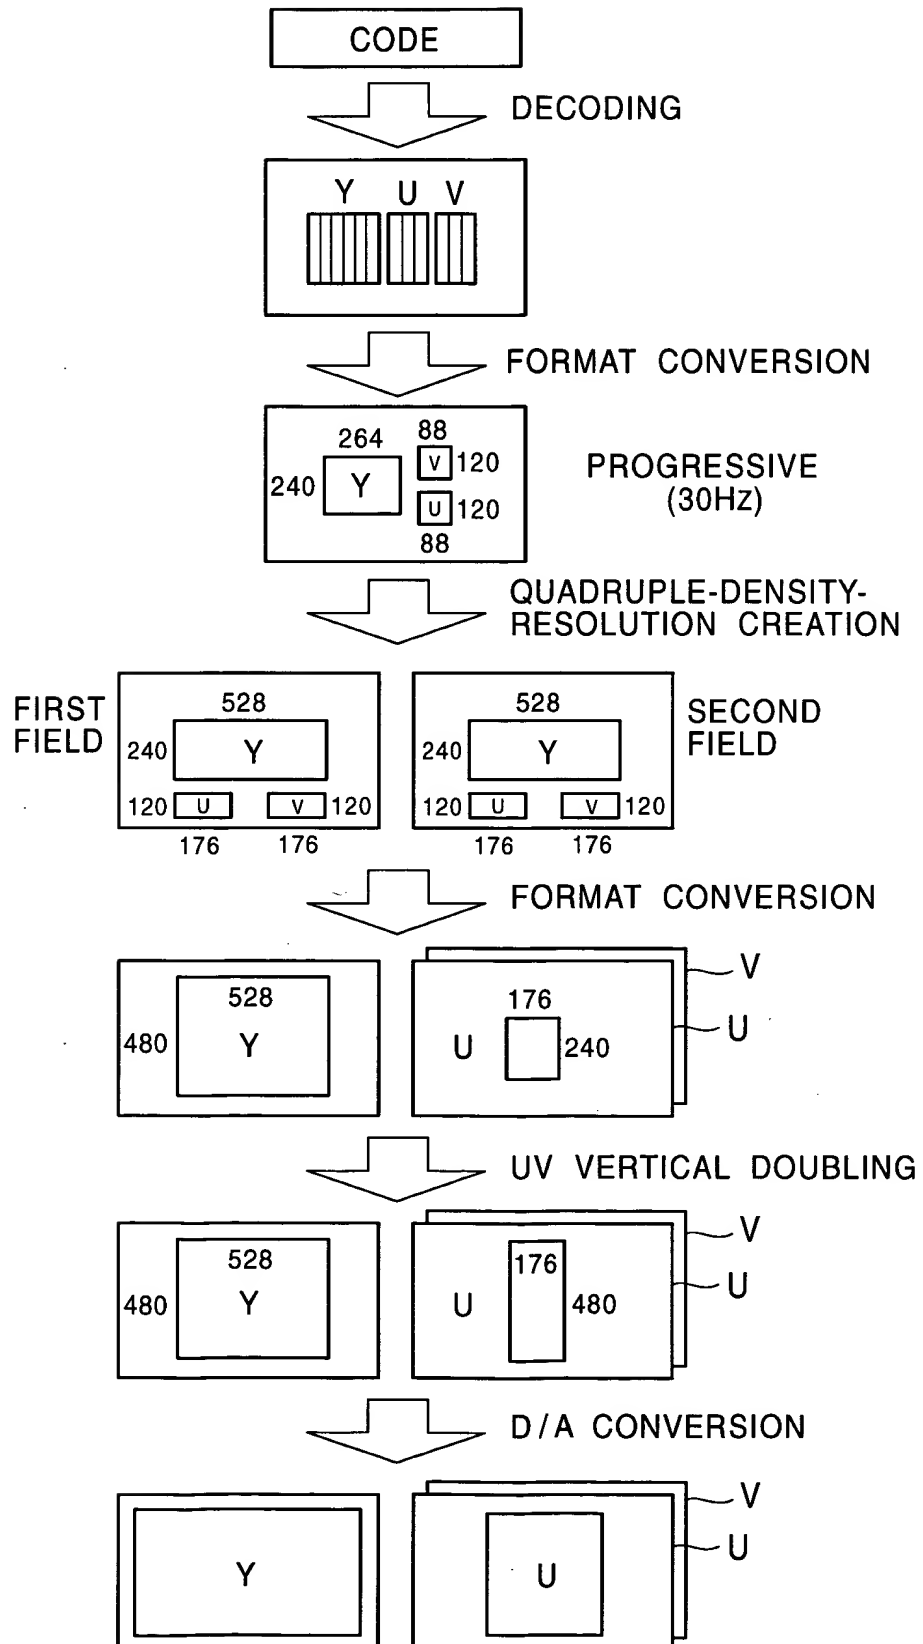 CODE
DECODING
Y U V
FORMAT CONVERSION
264
88
240
Y
V
120
U
120
88
PROGRESSIVE
(30Hz)
QUADRUPLE-DENSITY-
RESOLUTION CREATION
FIRST
FIELD
528
240
Y
120
U
V
120
176
176
528
240
Y
120
U
V
120
176
176
SECOND
FIELD
FORMAT CONVERSION
528
480
Y
176
U
240
V
U
UV VERTICAL DOUBLING
528
480
Y
176
U
480
V
U
D/A CONVERSION
Y
U
V
U